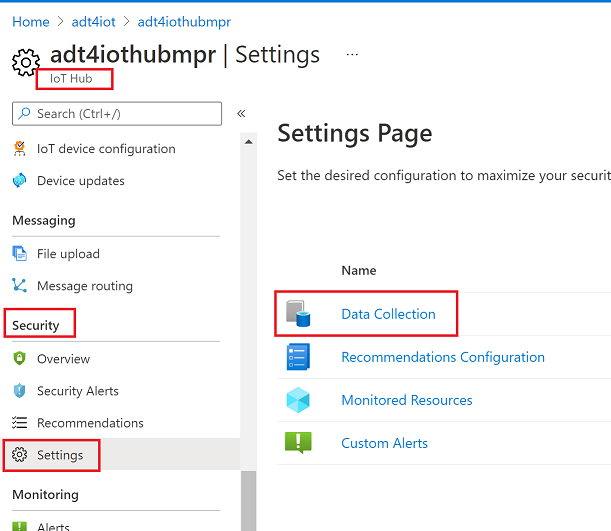 Home > adt4iot > adt4iothubmpr
adt4iothubmpr | Settings ...
IoT Hub
Search (Ctrl+/)
«
IoT device configuration
Device updates
Messaging
File upload
Message routing
Security
Overview
Security Alerts
Recommendations
Settings
Monitoring
Alerts
Settings Page
Set the desired configuration to maximize your securit
Name
Data Collection
Recommendations Configuration
Monitored Resources
Custom Alerts